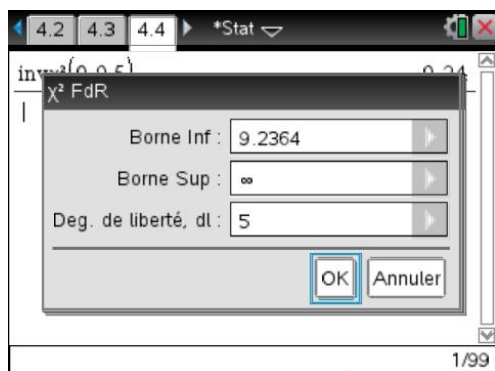 4.2 4.3 4.4 *Stat
χ² FdR
Borne Inf : 9.2364
Borne Sup : ∞
Deg. de liberté, dl : 5
OK Annuler
1/99